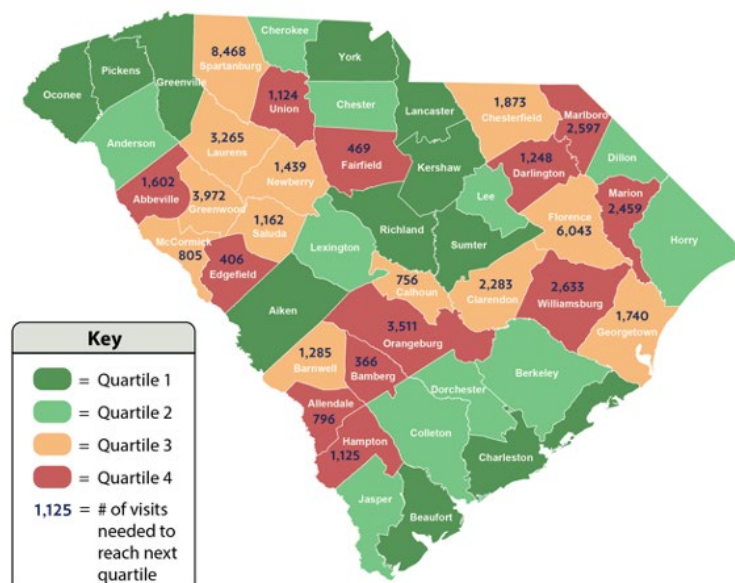 Cherokee
8,468
Spartanburg
York
Pickens
Oconee
Greenville
1,124
Union
Chester
Lancaster
1,873
Chesterfield
Marlboro
2,597
Anderson
3,265
Laurens
469
Fairfield
Kershaw
1,248
Darlington
Dillon
1,439
Newberry
1,602
Abbeville
3,972
Greenwood
Lee
Marion
2,459
Florence
6,043
1,162
Saluda
Richland
Sumter
Horry
McCormick
805
406
Edgefield
Lexington
756
Calhoun
2,283
Clarendon
2,633
Williamsburg
Aiken
3,511
Orangeburg
1,740
Georgetown
1,285
Barnwell
366
Bamberg
Berkeley
Dorchester
Allendale
796
Hampton
1,125
Colleton
Charleston
Jasper
Beaufort
Key
= Quartile 1
= Quartile 2
= Quartile 3
= Quartile 4
1,125 = # of visits
needed to
reach next
quartile